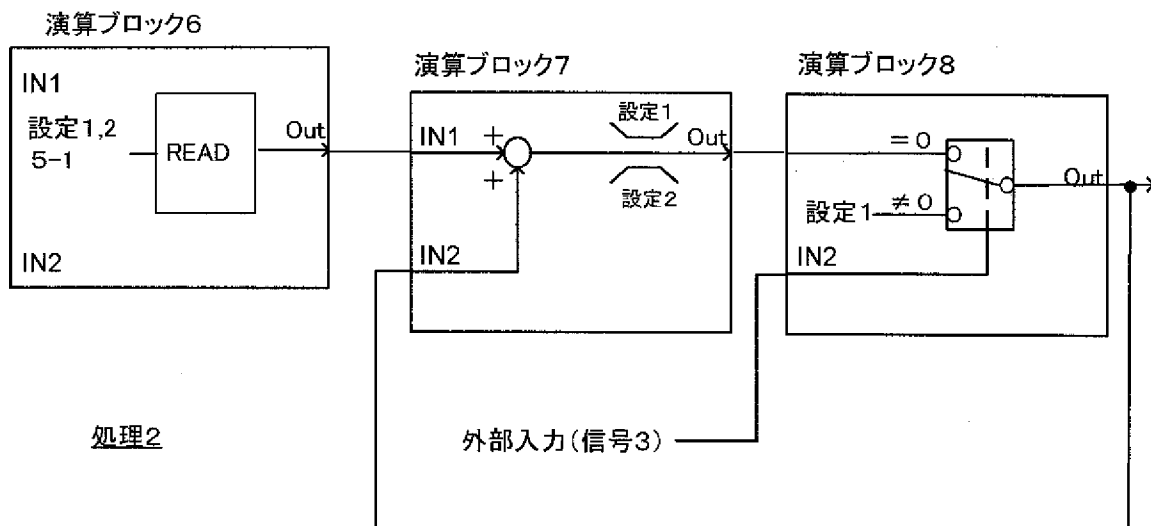 演算ブロック6
IN1
設定1,2
5-1
READ
Out
IN2
演算ブロック7
IN1
+
+
設定1
設定2
Out
IN2
演算ブロック8
=0
設定1
≠0
Out
IN2
処理2
外部入力(信号3)